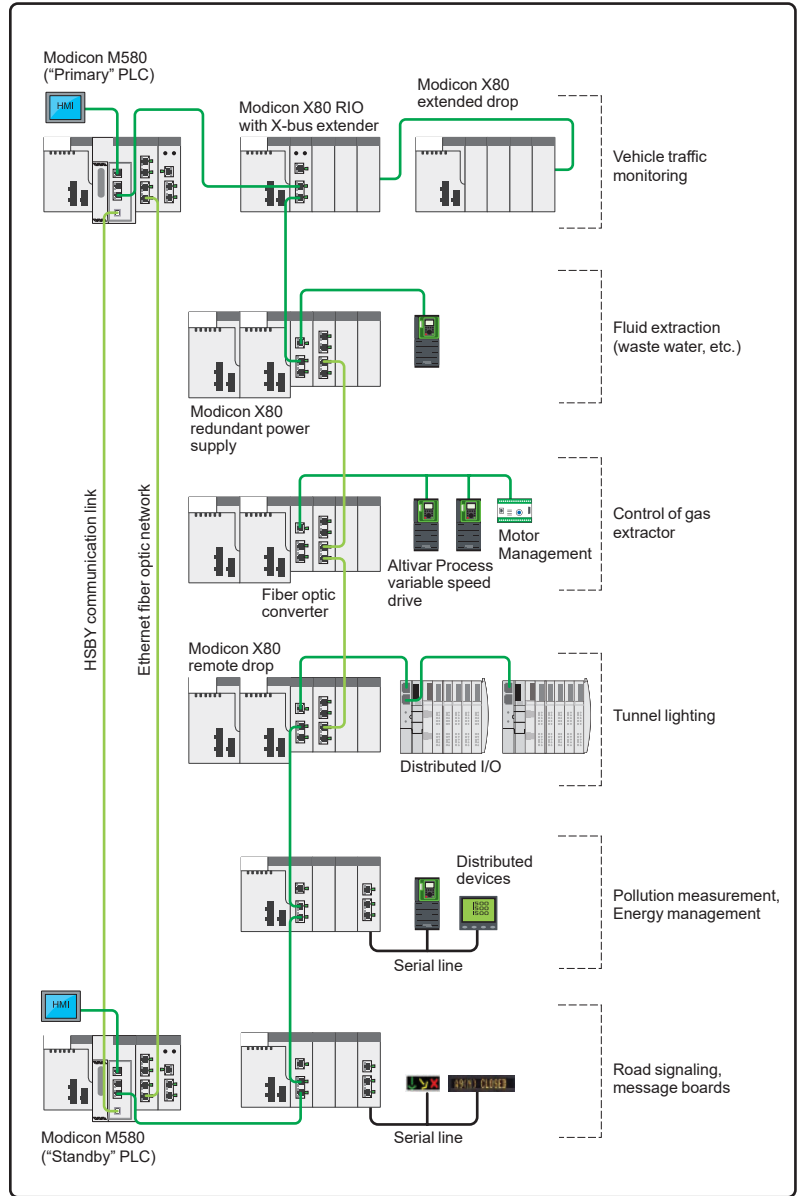 Modicon M580
("Primary" PLC)
HMI
Modicon X80 RIO
with X-bus extender
Modicon X80
extended drop
Vehicle traffic
monitoring
Fluid extraction
(waste water, etc.)
Modicon X80
redundant power
supply
HSBY communication link
Ethernet fiber optic network
Fiber optic
converter
Altivar Process
variable speed
drive
Motor
Management
Control of gas
extractor
Modicon X80
remote drop
Distributed I/O
Tunnel lighting
Distributed
devices
1500
1500
1500
Serial line
Pollution measurement,
Energy management
HMI
Modicon M580
("Standby" PLC)
A9(N) CLOSED
Serial line
Road signaling,
message boards